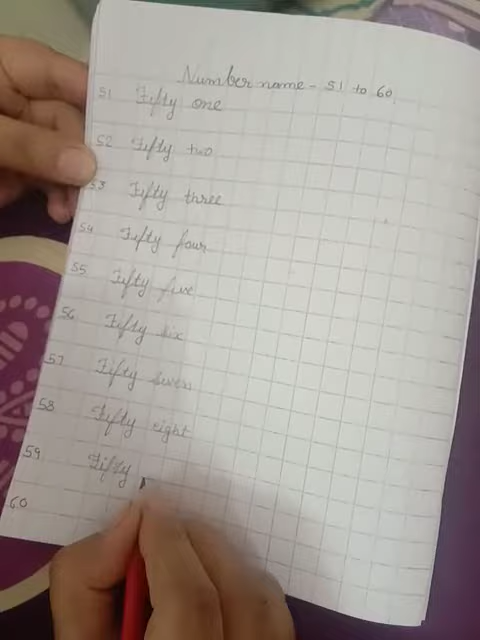 Number name - 51 to 60
51 Fifty one
52 Fifty two
53 Fifty three
54 Fifty four
55 Fifty five
56 Fifty six
57 Fifty seven
58 Fifty eight
59 Fifty
60